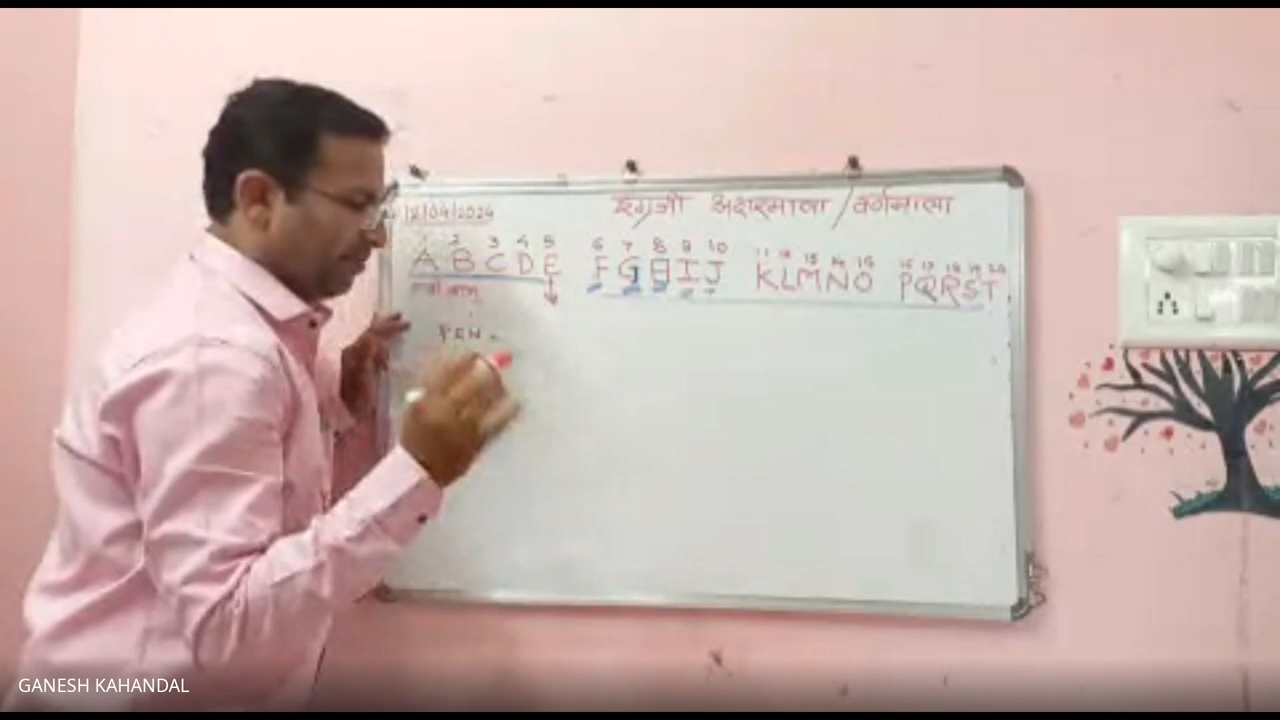 12/04/2024 इंग्रजी अक्षरमाला / वर्णमाला
1 2 3 4 5 6 7 8 9 10 11 12 13 14 15 16 17 18 19 20
A B C D E F G H I J K L M N O P Q R S T
PEN -
GANESH KAHANDAL